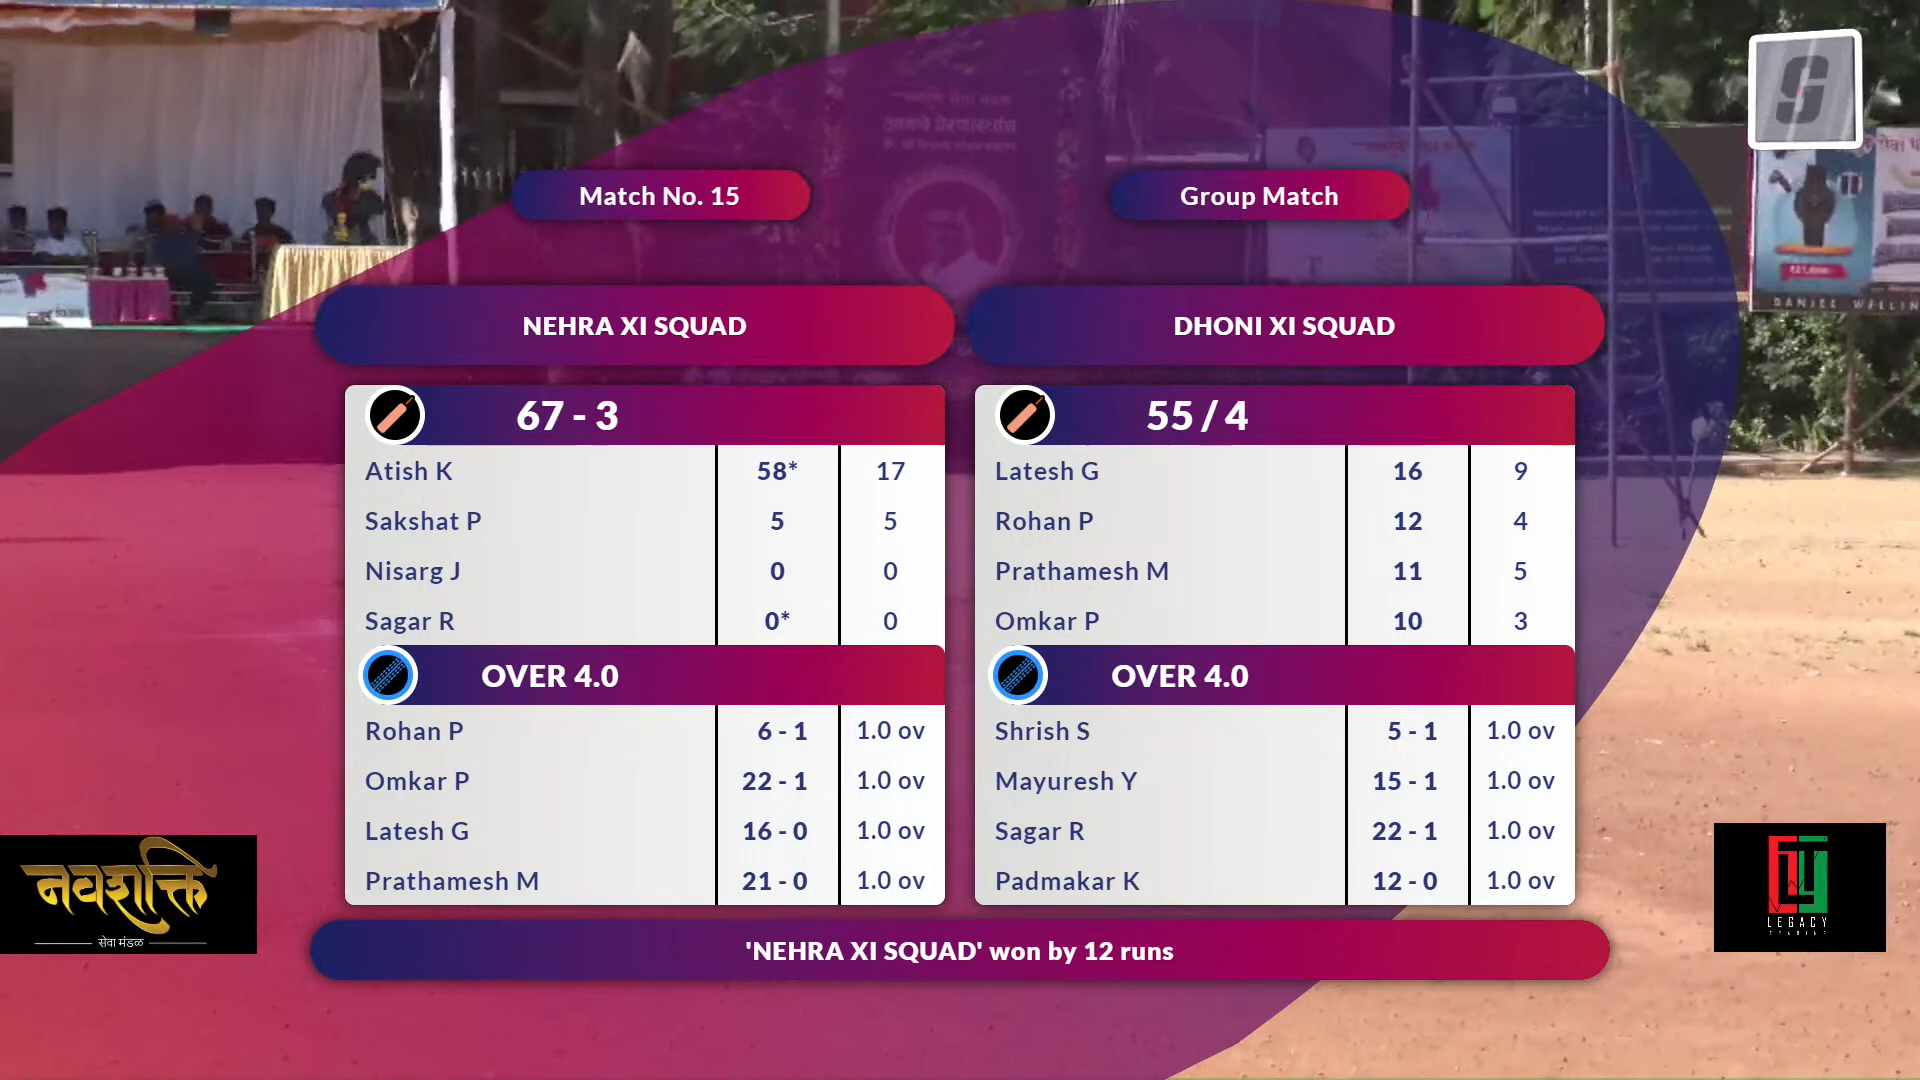 Match No. 15
Group Match
NEHRA XI SQUAD
67 - 3
Atish K 58* 17
Sakshat P 5 5
Nisarg J 0 0
Sagar R 0* 0
OVER 4.0
Rohan P 6 - 1 1.0 ov
Omkar P 22 - 1 1.0 ov
Latesh G 16 - 0 1.0 ov
Prathamesh M 21 - 0 1.0 ov
DHONI XI SQUAD
55 / 4
Latesh G 16 9
Rohan P 12 4
Prathamesh M 11 5
Omkar P 10 3
OVER 4.0
Shrish S 5 - 1 1.0 ov
Mayuresh Y 15 - 1 1.0 ov
Sagar R 22 - 1 1.0 ov
Padmakar K 12 - 0 1.0 ov
'NEHRA XI SQUAD' won by 12 runs
नवशक्ति
सेवा मंडळ
LEGACY
S